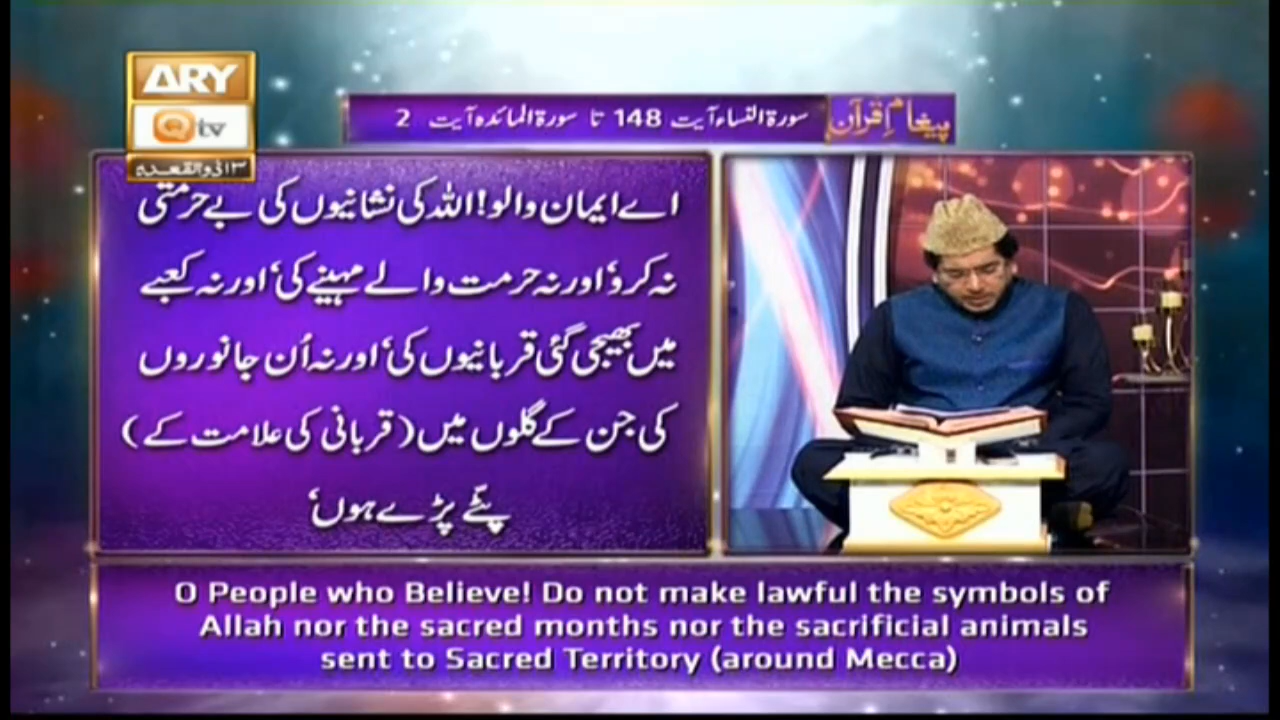 ARY
Qtv
۱۳ ذوالقعدہ
پیغامِ قرآن
سورۃ النساء آیت 148 تا سورۃ المائدہ آیت 2
اے ایمان والو! اللہ کی نشانیوں کی بے حرمتی
نہ کرو‘ اور نہ حرمت والے مہینے کی‘ اور نہ کعبے
میں بھیجی گئی قربانیوں کی‘ اور نہ اُن جانوروں
کی جن کے گلوں میں (قربانی کی علامت کے)
پٹے پڑے ہوں‘
O People who Believe! Do not make lawful the symbols of
Allah nor the sacred months nor the sacrificial animals
sent to Sacred Territory (around Mecca)